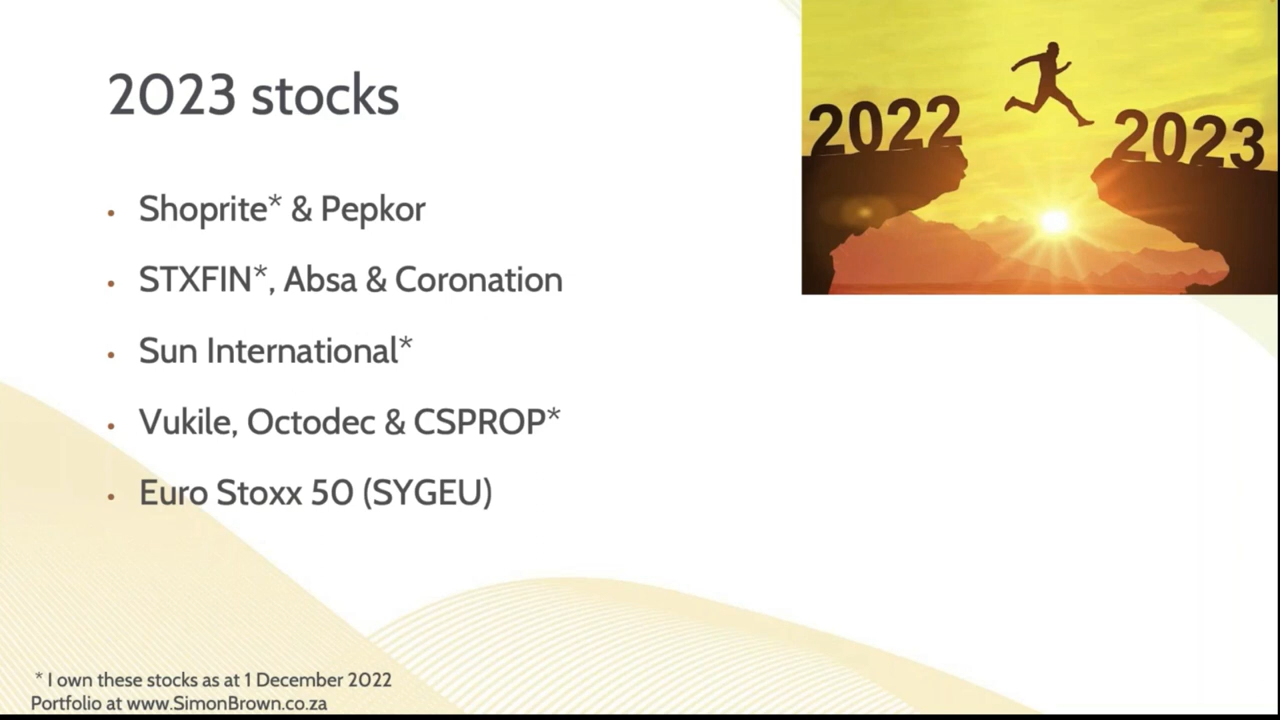 2023 stocks
2022
2023
• Shoprite* & Pepkor
• STXFIN*, Absa & Coronation
• Sun International*
• Vukile, Octodec & CSPROP*
• Euro Stoxx 50 (SYGEU)
* I own these stocks as at 1 December 2022
Portfolio at www.SimonBrown.co.za